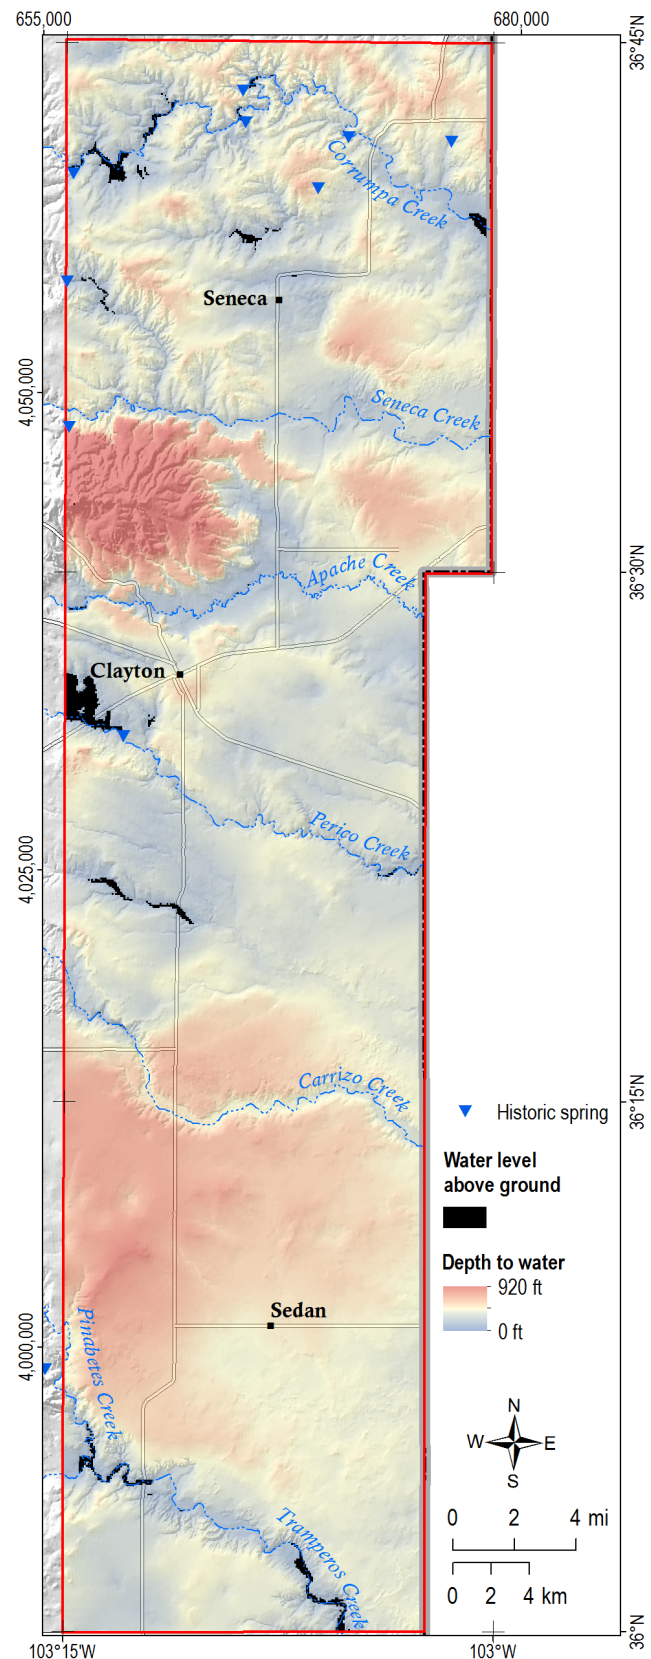 655,000
680,000
36°45'N
Corrumpa Creek
Seneca
4,050,000
Seneca Creek
36°30'N
Apache Creek
Clayton
Perico Creek
4,025,000
Carrizo Creek
36°15'N
Historic spring
Water level
above ground
Depth to water
920 ft
0 ft
Sedan
4,000,000
Pinabetes Creek
N
W
E
S
0 2 4 mi
0 2 4 km
Tramperos Creek
36°N
103°15'W
103°W